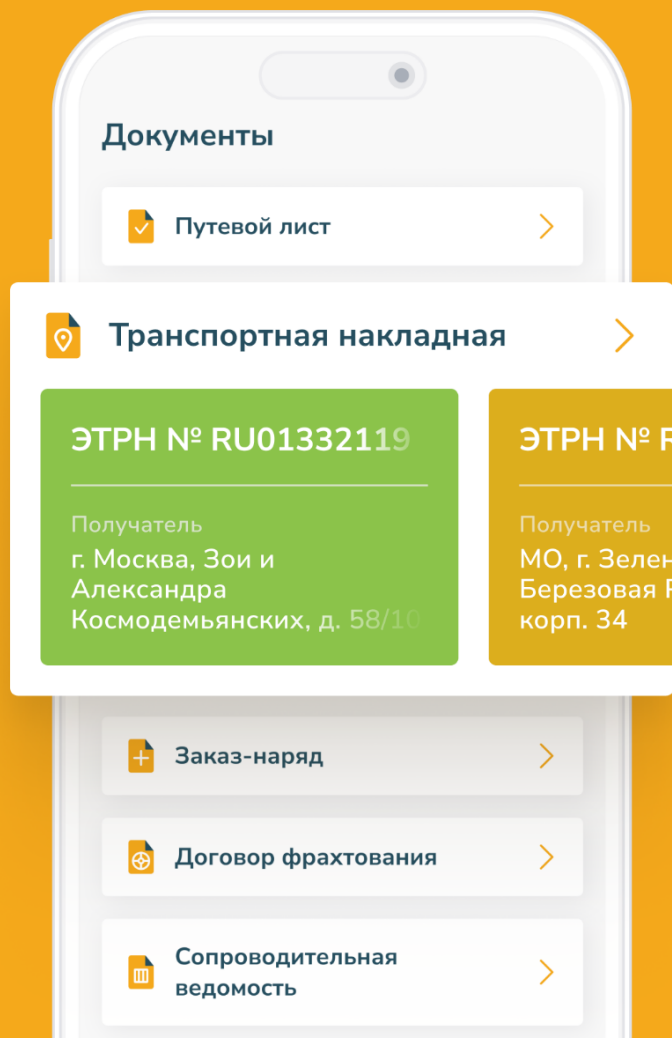 Документы
Путевой лист
Транспортная накладная
ЭТРН № RU01332119
Получатель
г. Москва, Зои и
Александра
Космодемьянских, д. 58/10
ЭТРН №
Получатель
МО, г.
Березовая
корп. 34
Заказ-наряд
Договор фрахтования
Сопроводительная
ведомость